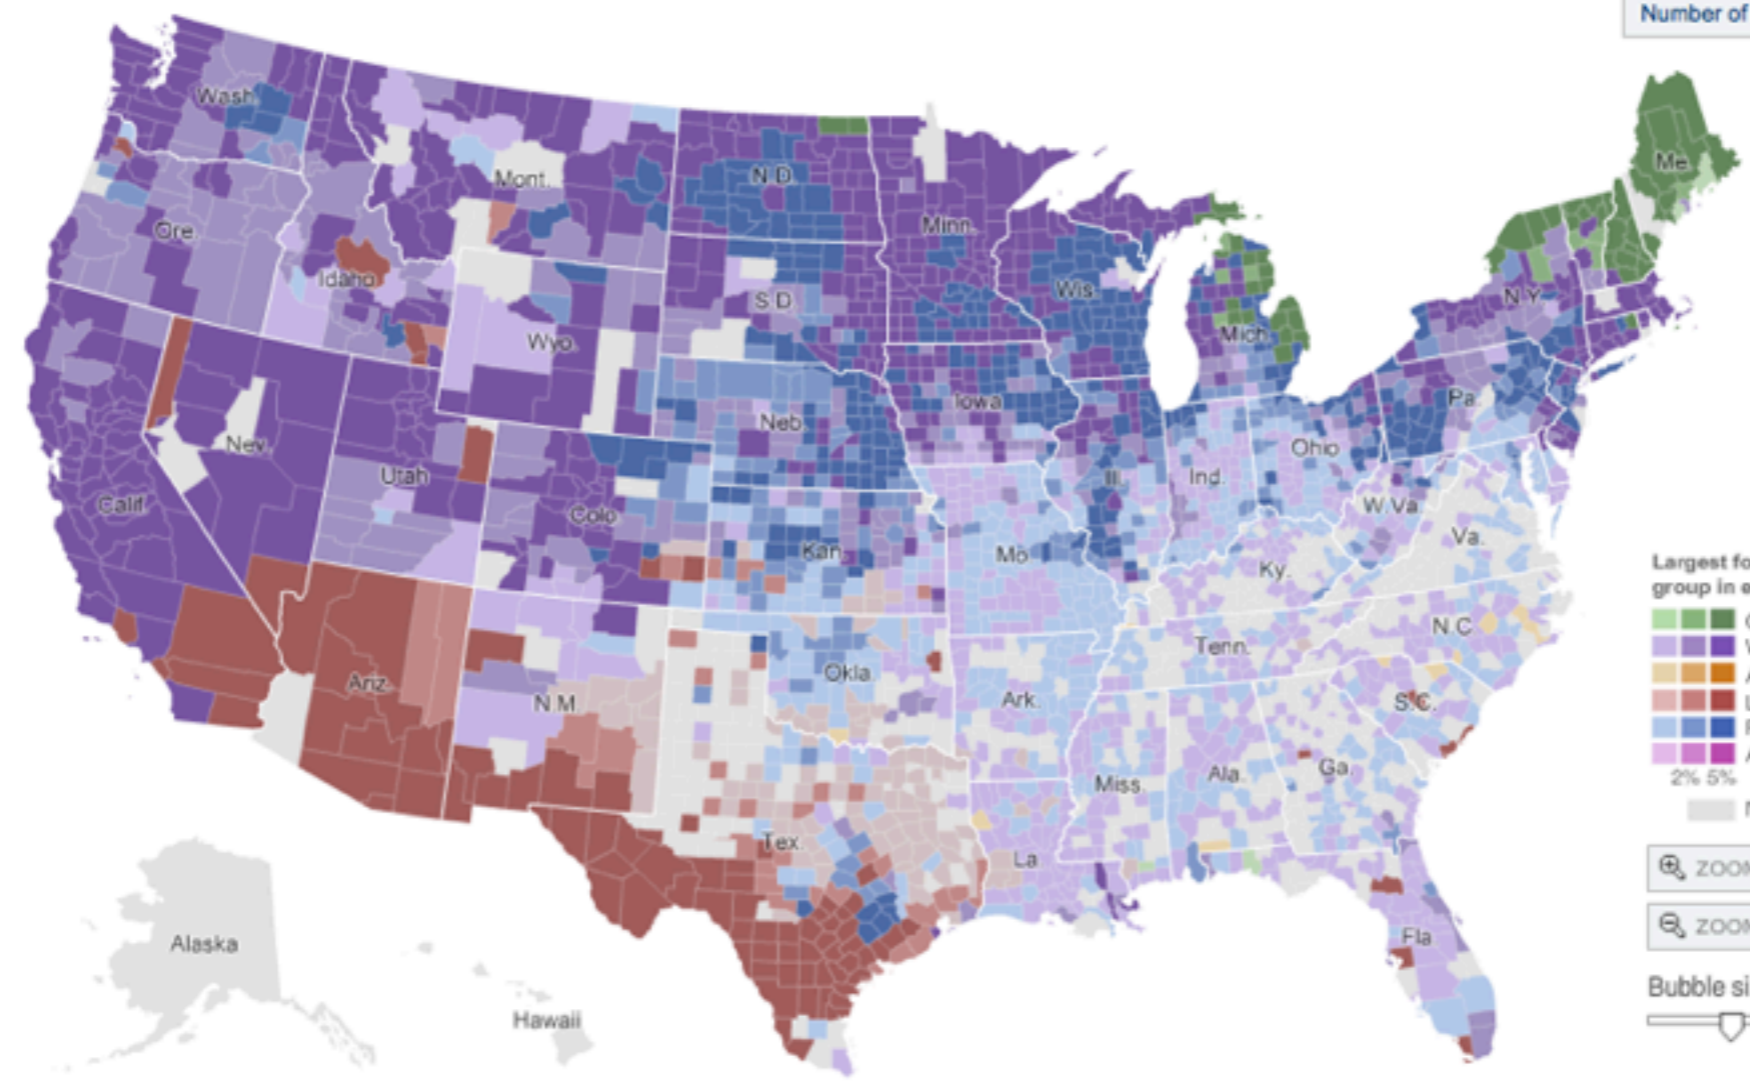 Number of
Wash.
Me.
Mont.
N.D.
Minn.
Ore.
Idaho
Wis.
S.D.
N.Y.
Mich.
Wyo.
Iowa
Pa.
Neb.
Nev.
Ohio
Utah
Ill.
Ind.
Calif.
Colo.
W.Va.
Va.
Kan.
Mo.
Ky.
Largest fo
group in e
N.C.
Tenn.
Okla.
Ariz.
N.M.
Ark.
S.C.
Ga.
Ala.
Miss.
2% 5%
Tex.
La.
ZOO
ZOO
Fla.
Alaska
Bubble si
Hawaii